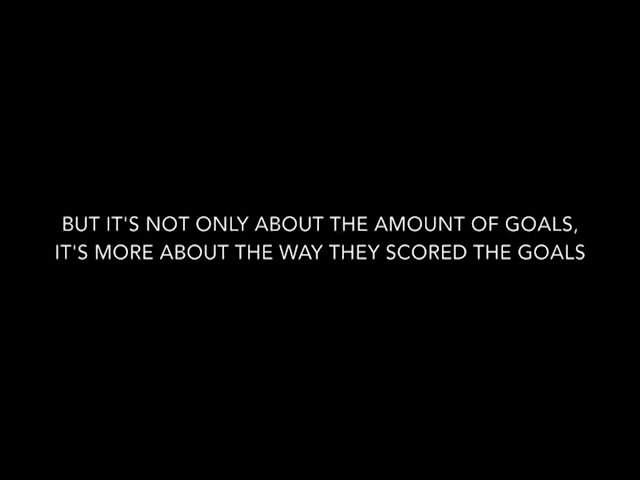 BUT IT'S NOT ONLY ABOUT THE AMOUNT OF GOALS,
IT'S MORE ABOUT THE WAY THEY SCORED THE GOALS